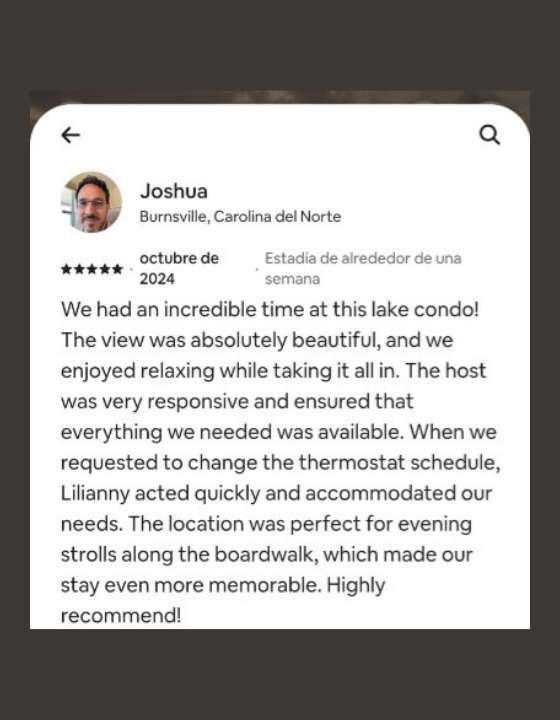 Joshua
Burnsville, Carolina del Norte
★★★★★ · octubre de 2024 · Estadía de alrededor de una semana
We had an incredible time at this lake condo!
The view was absolutely beautiful, and we
enjoyed relaxing while taking it all in. The host
was very responsive and ensured that
everything we needed was available. When we
requested to change the thermostat schedule,
Lilianny acted quickly and accommodated our
needs. The location was perfect for evening
strolls along the boardwalk, which made our
stay even more memorable. Highly
recommend!